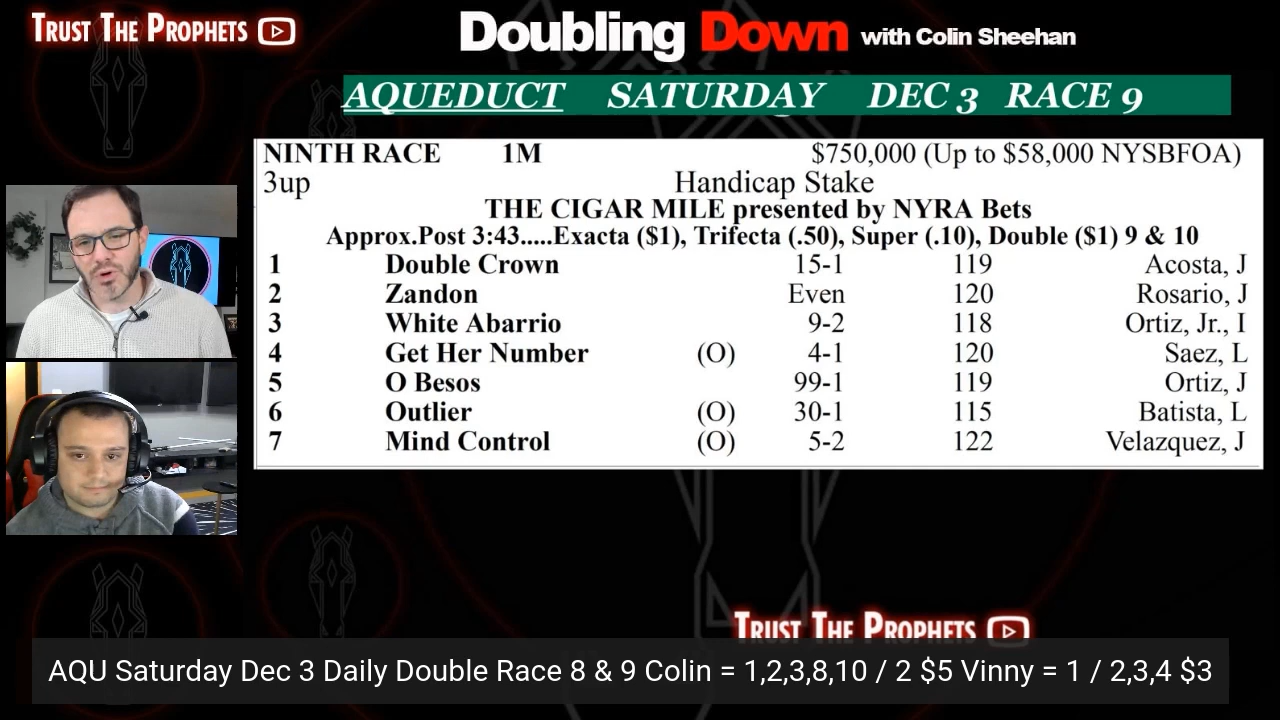 TRUST THE PROPHETS
Doubling Down with Colin Sheehan
AQUEDUCT SATURDAY DEC 3 RACE 9
NINTH RACE 1M $750,000 (Up to $58,000 NYSBFOA)
3up Handicap Stake
THE CIGAR MILE presented by NYRA Bets
Approx.Post 3:43.....Exacta ($1), Trifecta (.50), Super (.10), Double ($1) 9 & 10
1 Double Crown 15-1 119 Acosta, J
2 Zandon Even 120 Rosario, J
3 White Abarrio 9-2 118 Ortiz, Jr., I
4 Get Her Number (O) 4-1 120 Saez, L
5 O Besos 99-1 119 Ortiz, J
6 Outlier (O) 30-1 115 Batista, L
7 Mind Control (O) 5-2 122 Velazquez, J
TRUST THE PROPHETS
AQU Saturday Dec 3 Daily Double Race 8 & 9 Colin = 1,2,3,8,10 / 2 $5 Vinny = 1 / 2,3,4 $3